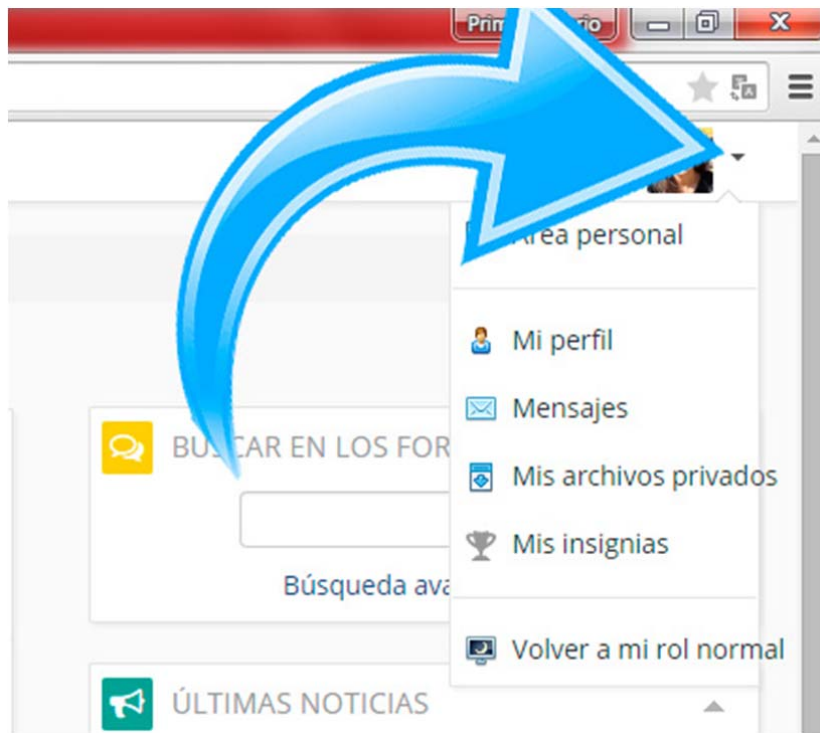 Área personal
Mi perfil
Mensajes
Mis archivos privados
Mis insignias
Volver a mi rol normal
BUSCAR EN LOS FOR
Búsqueda ava
ÚLTIMAS NOTICIAS